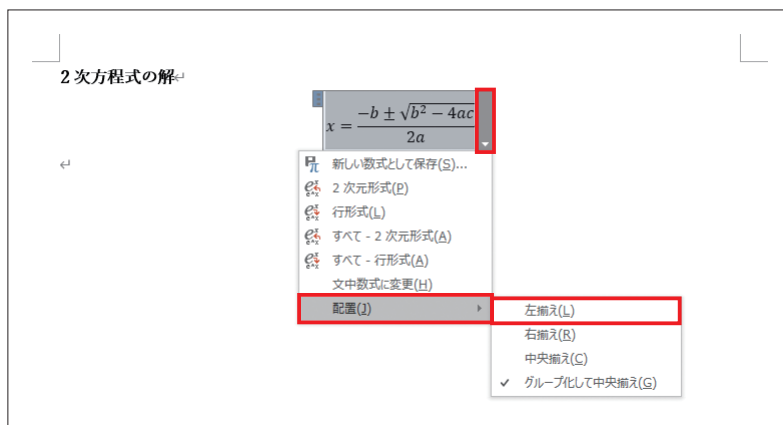 2 次方程式の解↵
x = \frac{-b ± \sqrt{b² − 4ac}}{2a}
↵
新しい数式として保存(S)...
2 次元形式(P)
行形式(L)
すべて - 2 次元形式(A)
すべて - 行形式(A)
文中数式に変更(H)
配置(J)
左揃え(L)
右揃え(R)
中央揃え(C)
✓ グループ化して中央揃え(G)